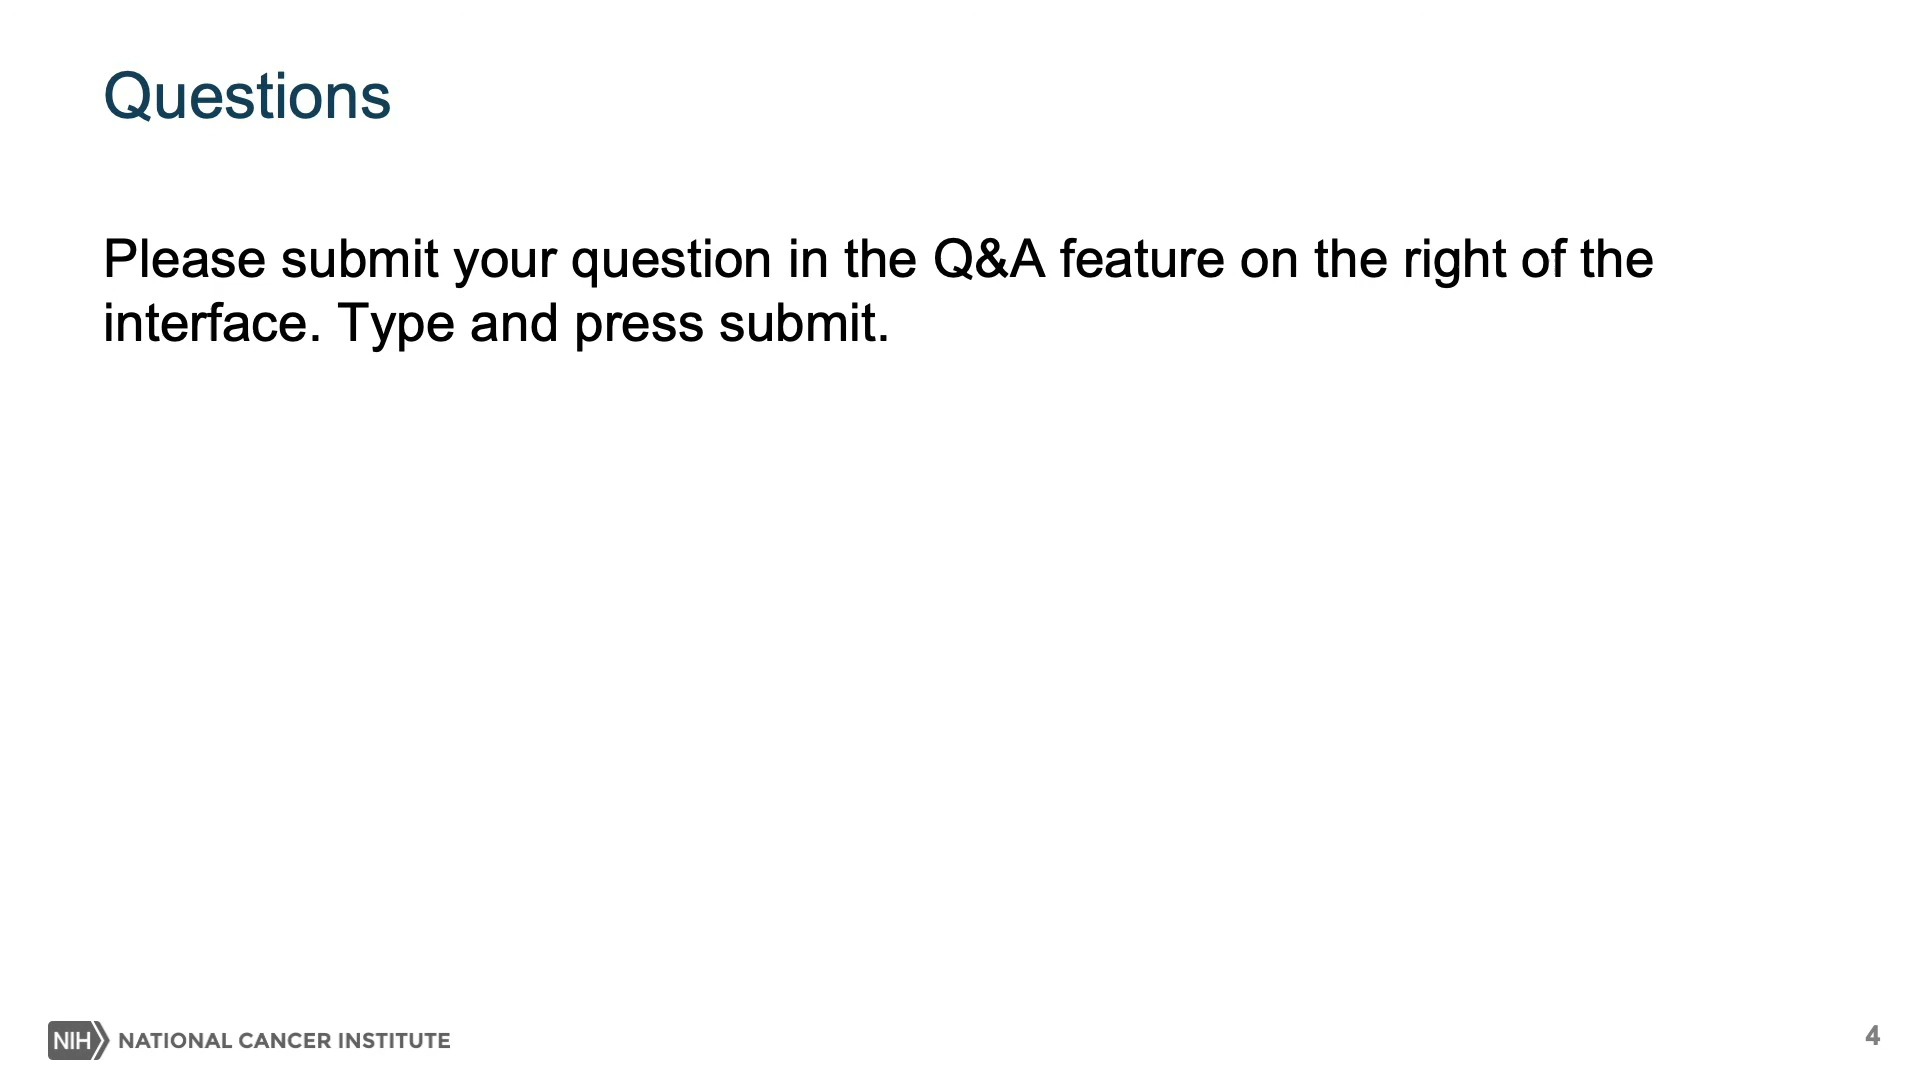 Questions
Please submit your question in the Q&A feature on the right of the
interface. Type and press submit.
NIH NATIONAL CANCER INSTITUTE
4